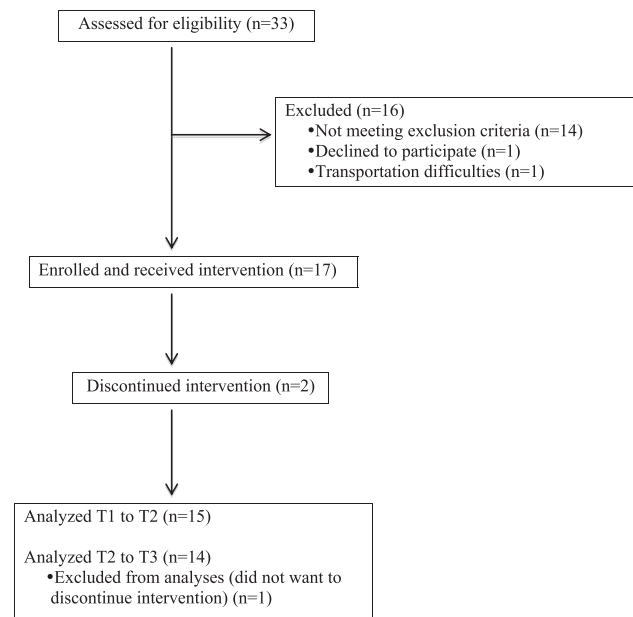 Assessed for eligibility (n=33)
Excluded (n=16)
•Not meeting exclusion criteria (n=14)
•Declined to participate (n=1)
•Transportation difficulties (n=1)
Enrolled and received intervention (n=17)
Discontinued intervention (n=2)
Analyzed T1 to T2 (n=15)
Analyzed T2 to T3 (n=14)
•Excluded from analyses (did not want to
discontinue intervention) (n=1)